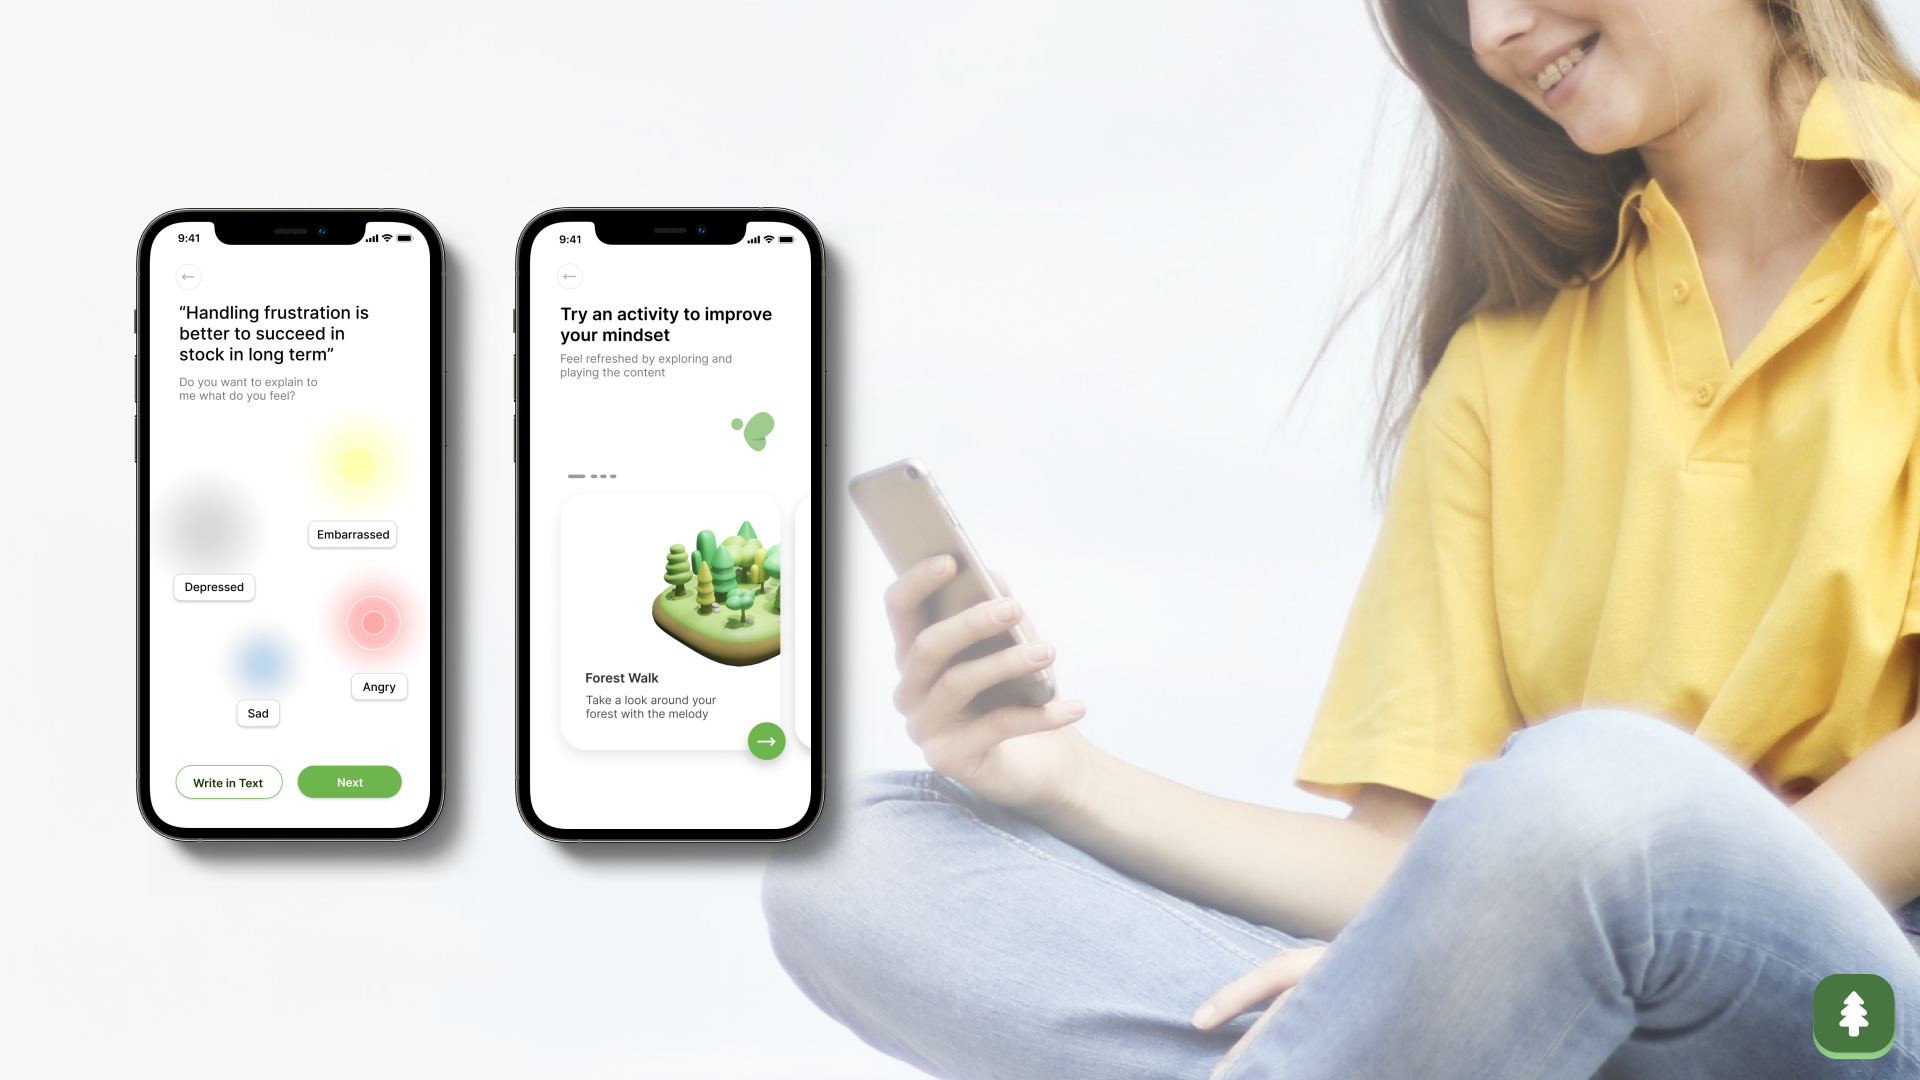 9:41
“Handling frustration is
better to succeed in
stock in long term”
Do you want to explain to
me what do you feel?
Embarrassed
Depressed
Angry
Sad
Write in Text
Next
9:41
Try an activity to improve
your mindset
Feel refreshed by exploring and
playing the content
Forest Walk
Take a look around your
forest with the melody